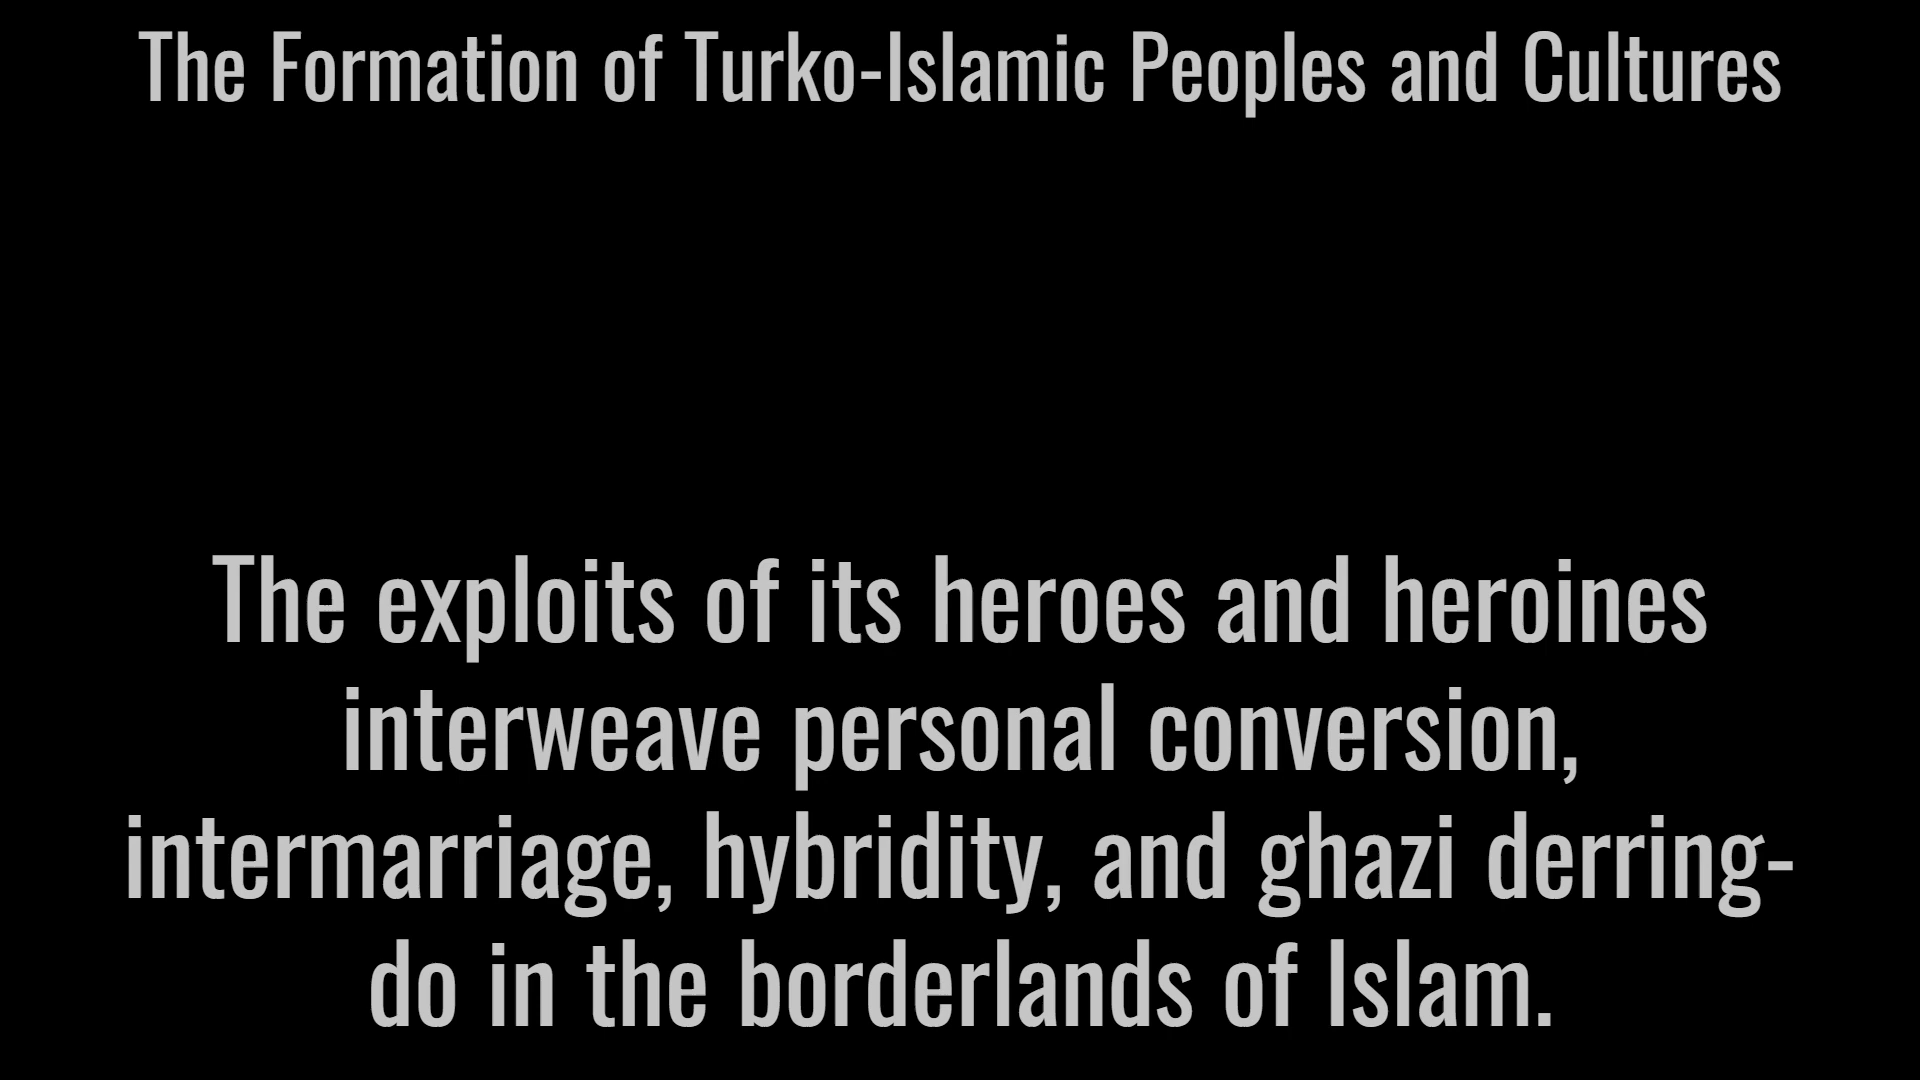 The Formation of Turko-Islamic Peoples and Cultures
The exploits of its heroes and heroines
interweave personal conversion,
intermarriage, hybridity, and ghazi derring-
do in the borderlands of Islam.